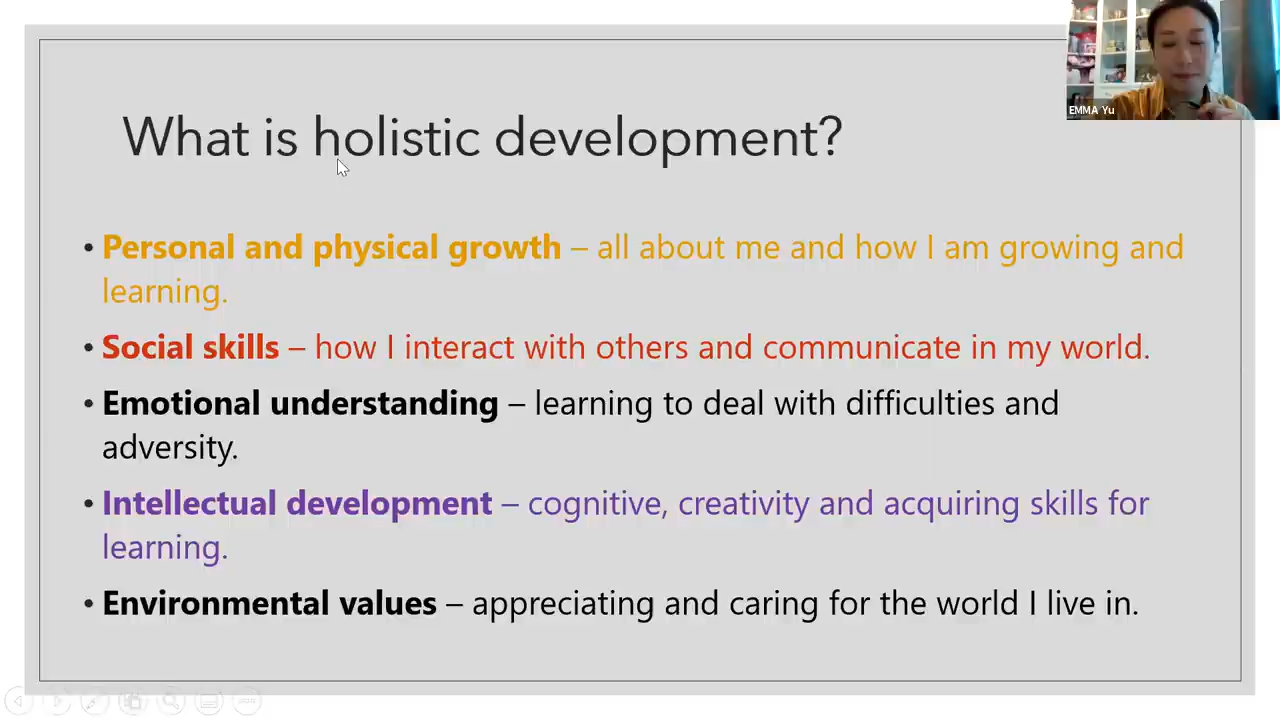 EMMA Yu
What is holistic development?
• Personal and physical growth – all about me and how I am growing and
learning.
• Social skills – how I interact with others and communicate in my world.
• Emotional understanding – learning to deal with difficulties and
adversity.
• Intellectual development – cognitive, creativity and acquiring skills for
learning.
• Environmental values – appreciating and caring for the world I live in.